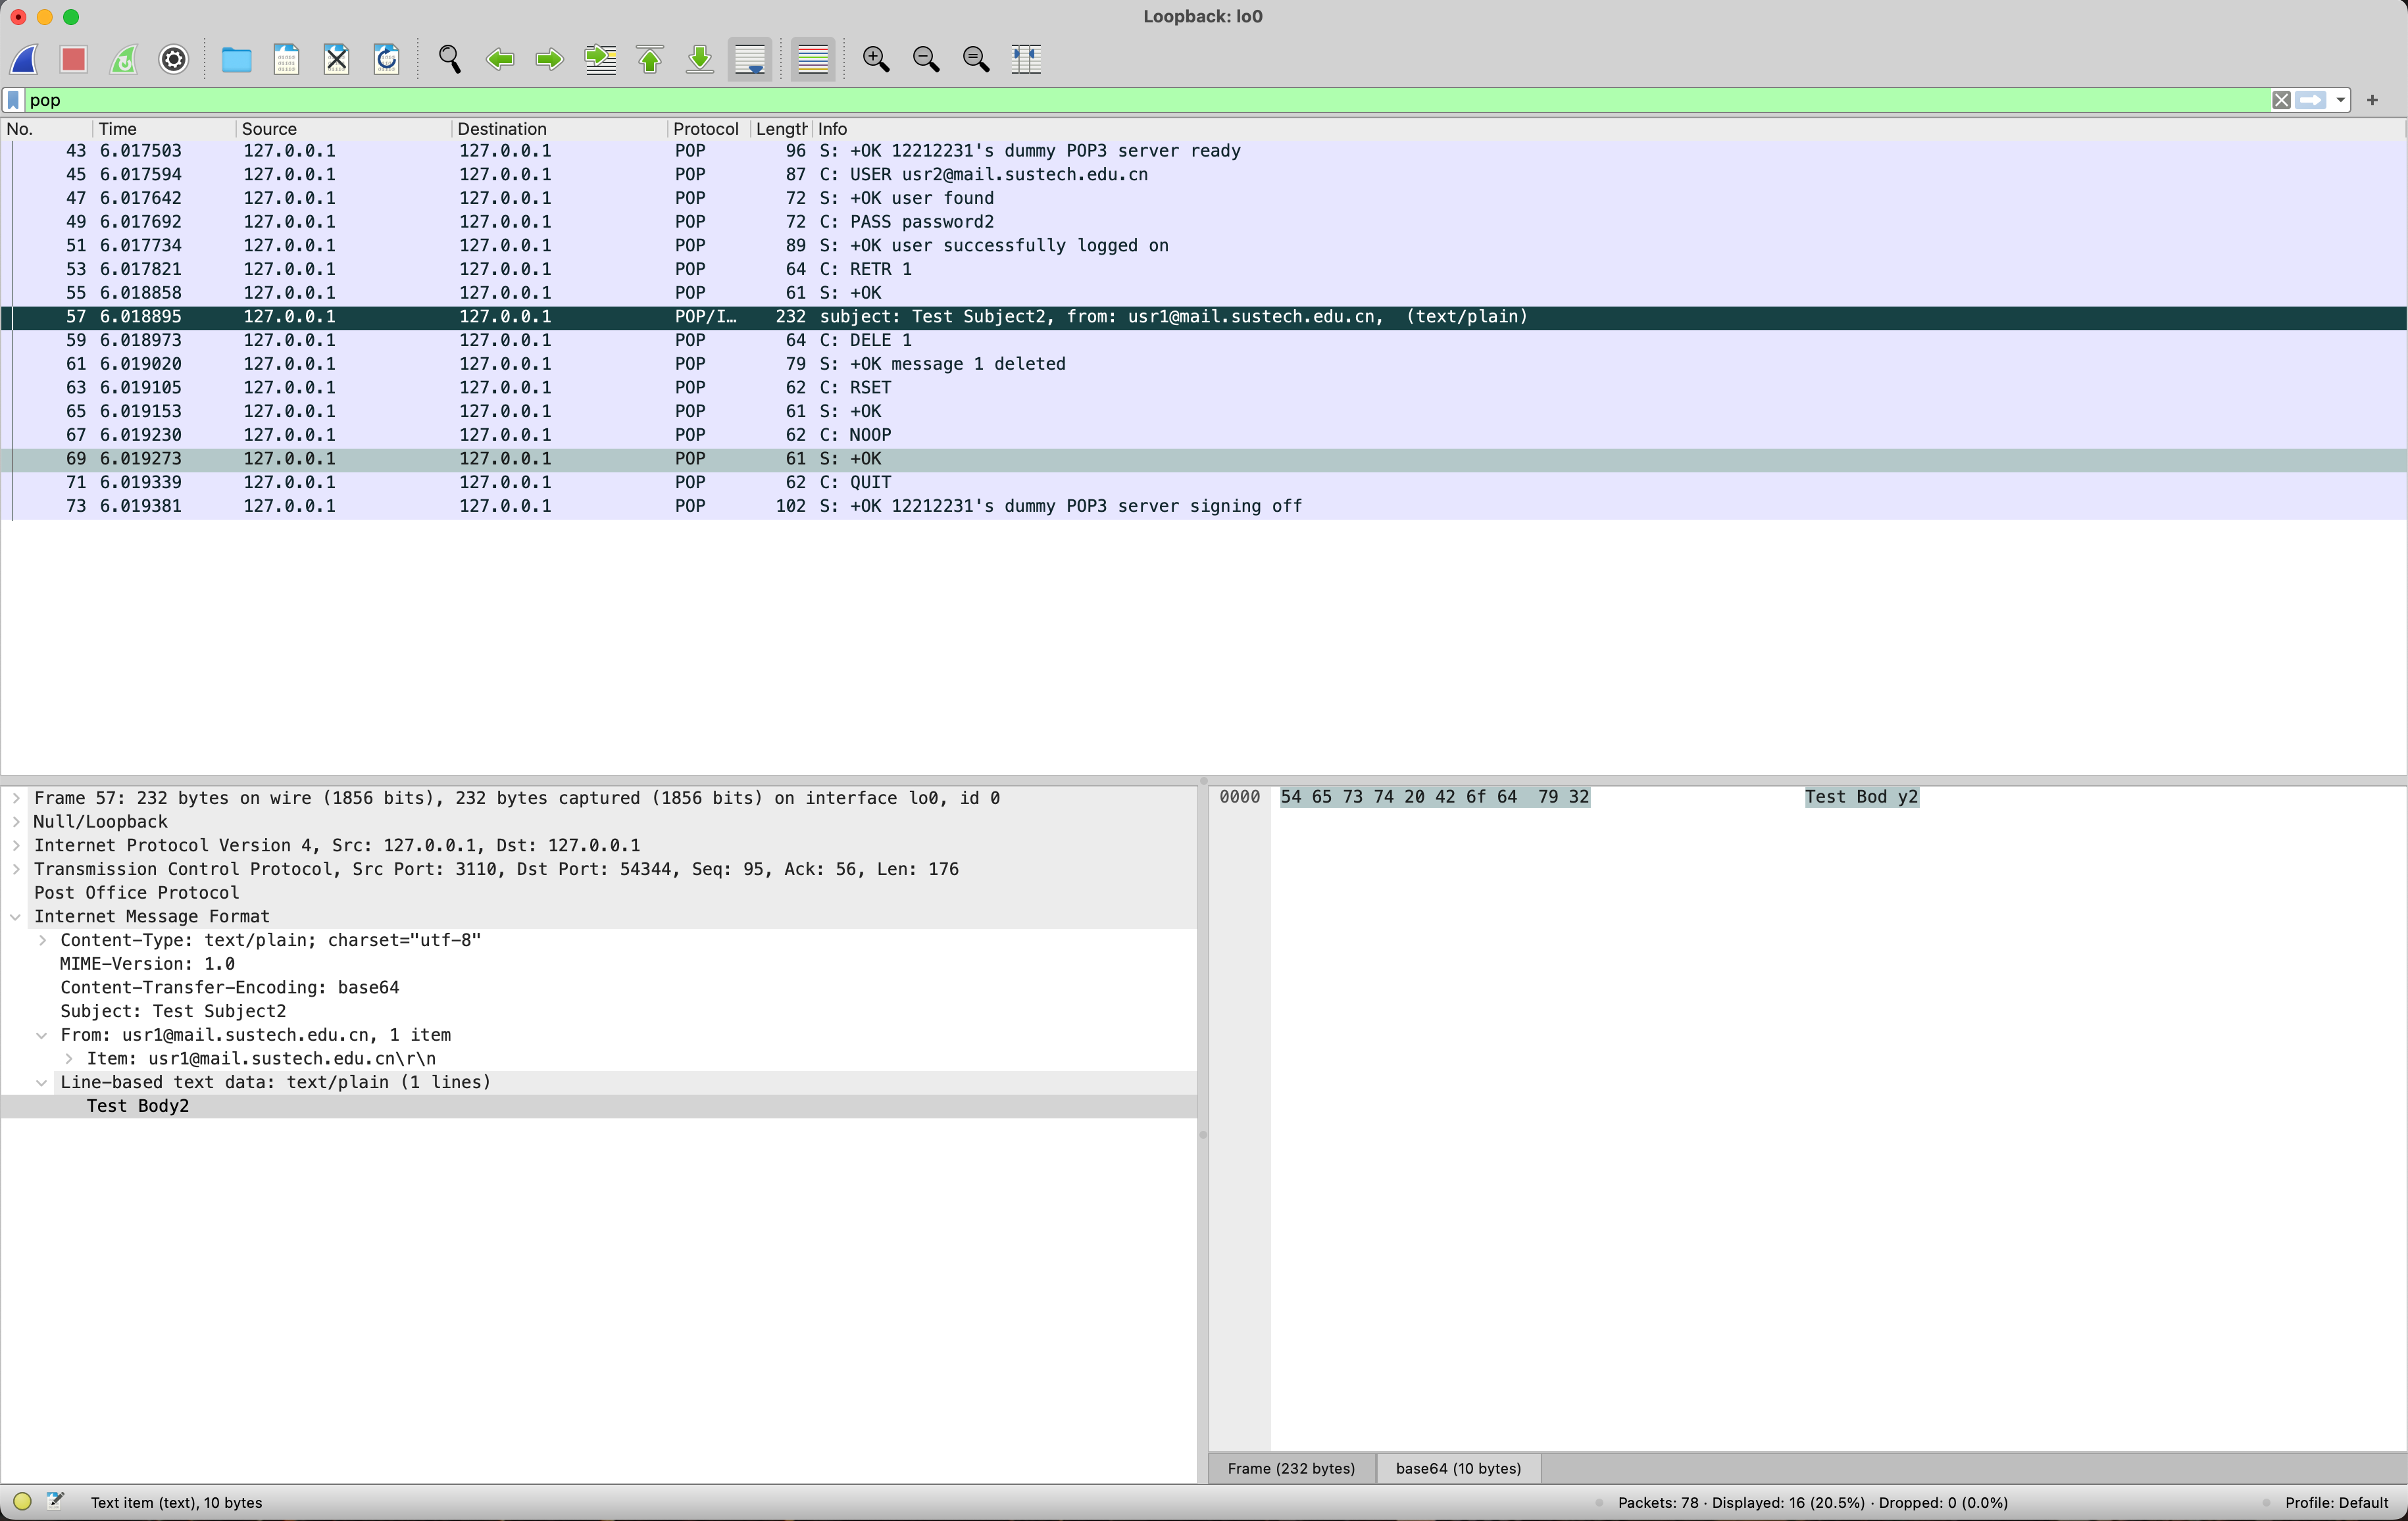 Loopback: lo0
pop
No. Time Source Destination Protocol Length Info
43 6.017503 127.0.0.1 127.0.0.1 POP 96 S: +OK 12212231's dummy POP3 server ready
45 6.017594 127.0.0.1 127.0.0.1 POP 87 C: USER usr2@mail.sustech.edu.cn
47 6.017642 127.0.0.1 127.0.0.1 POP 72 S: +OK user found
49 6.017692 127.0.0.1 127.0.0.1 POP 72 C: PASS password2
51 6.017734 127.0.0.1 127.0.0.1 POP 89 S: +OK user successfully logged on
53 6.017821 127.0.0.1 127.0.0.1 POP 64 C: RETR 1
55 6.018858 127.0.0.1 127.0.0.1 POP 61 S: +OK
57 6.018895 127.0.0.1 127.0.0.1 POP/I… 232 subject: Test Subject2, from: usr1@mail.sustech.edu.cn, (text/plain)
59 6.018973 127.0.0.1 127.0.0.1 POP 64 C: DELE 1
61 6.019020 127.0.0.1 127.0.0.1 POP 79 S: +OK message 1 deleted
63 6.019105 127.0.0.1 127.0.0.1 POP 62 C: RSET
65 6.019153 127.0.0.1 127.0.0.1 POP 61 S: +OK
67 6.019230 127.0.0.1 127.0.0.1 POP 62 C: NOOP
69 6.019273 127.0.0.1 127.0.0.1 POP 61 S: +OK
71 6.019339 127.0.0.1 127.0.0.1 POP 62 C: QUIT
73 6.019381 127.0.0.1 127.0.0.1 POP 102 S: +OK 12212231's dummy POP3 server signing off
Frame 57: 232 bytes on wire (1856 bits), 232 bytes captured (1856 bits) on interface lo0, id 0
Null/Loopback
Internet Protocol Version 4, Src: 127.0.0.1, Dst: 127.0.0.1
Transmission Control Protocol, Src Port: 3110, Dst Port: 54344, Seq: 95, Ack: 56, Len: 176
Post Office Protocol
Internet Message Format
Content-Type: text/plain; charset="utf-8"
MIME-Version: 1.0
Content-Transfer-Encoding: base64
Subject: Test Subject2
From: usr1@mail.sustech.edu.cn, 1 item
Item: usr1@mail.sustech.edu.cn\r\n
Line-based text data: text/plain (1 lines)
Test Body2
0000 54 65 73 74 20 42 6f 64 79 32 Test Bod y2
Frame (232 bytes) base64 (10 bytes)
Text item (text), 10 bytes
Packets: 78 · Displayed: 16 (20.5%) · Dropped: 0 (0.0%)
Profile: Default